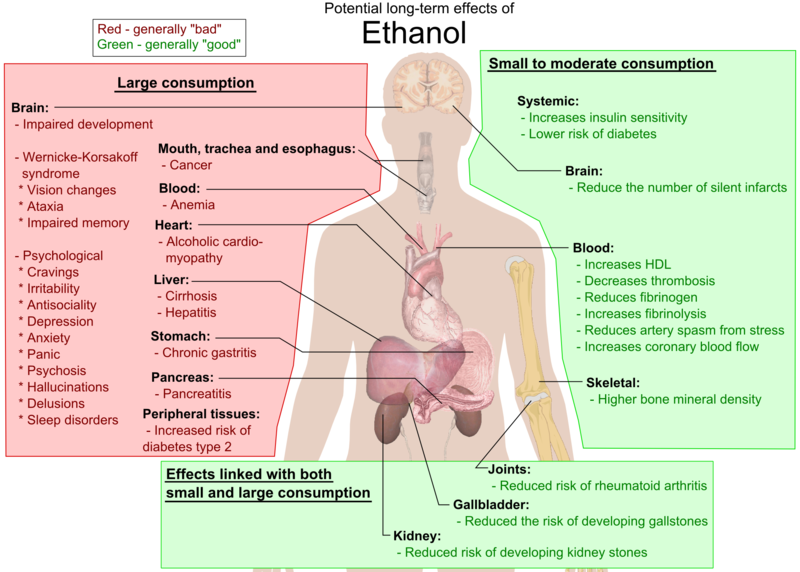 Potential long-term effects of
Ethanol
Red - generally "bad"
Green - generally "good"
Large consumption
Brain:
- Impaired development
- Wernicke-Korsakoff
syndrome
* Vision changes
* Ataxia
* Impaired memory
- Psychological
* Cravings
* Irritability
* Antisociality
* Depression
* Anxiety
* Panic
* Psychosis
* Hallucinations
* Delusions
* Sleep disorders
Mouth, trachea and esophagus:
- Cancer
Blood:
- Anemia
Heart:
- Alcoholic cardio-
myopathy
Liver:
- Cirrhosis
- Hepatitis
Stomach:
- Chronic gastritis
Pancreas:
- Pancreatitis
Peripheral tissues:
- Increased risk of
diabetes type 2
Small to moderate consumption
Systemic:
- Increases insulin sensitivity
- Lower risk of diabetes
Brain:
- Reduce the number of silent infarcts
Blood:
- Increases HDL
- Decreases thrombosis
- Reduces fibrinogen
- Increases fibrinolysis
- Reduces artery spasm from stress
- Increases coronary blood flow
Skeletal:
- Higher bone mineral density
Effects linked with both
small and large consumption
Joints:
- Reduced risk of rheumatoid arthritis
Gallbladder:
- Reduced the risk of developing gallstones
Kidney:
- Reduced risk of developing kidney stones